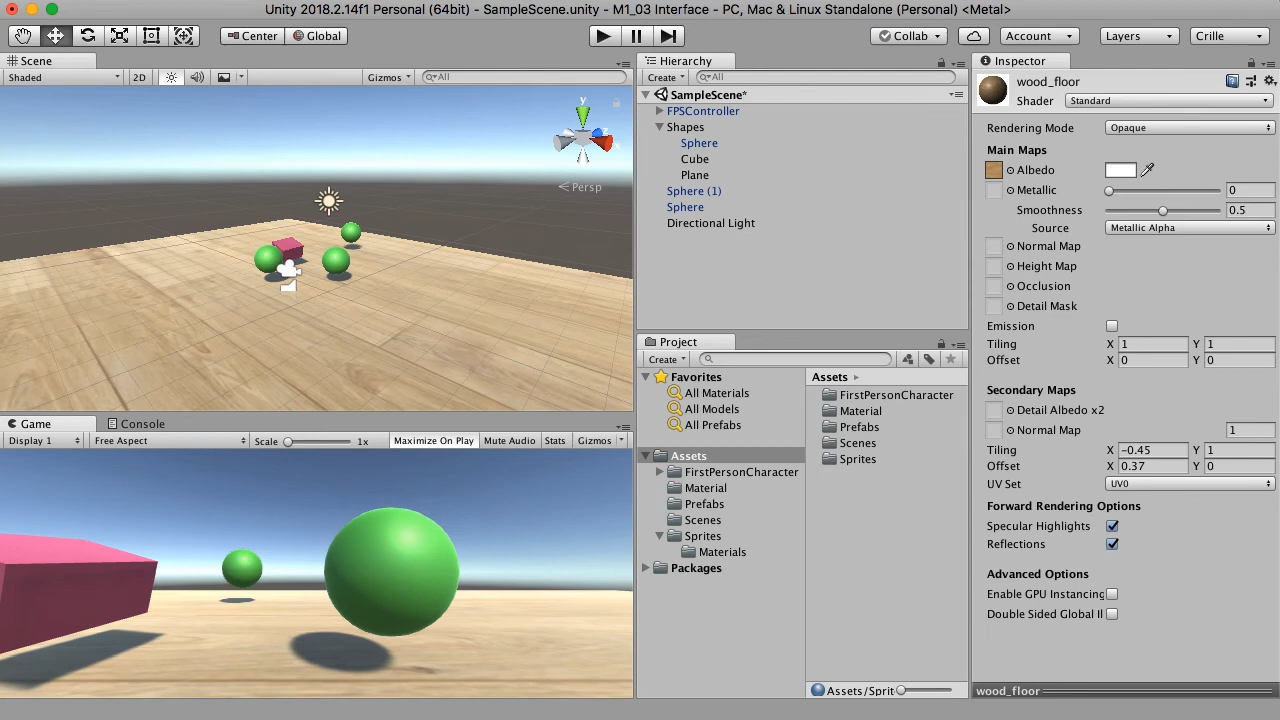 Unity 2018.2.14f1 Personal (64bit) - SampleScene.unity - M1_03 Interface - PC, Mac & Linux Standalone (Personal) <Metal>
Center Global Collab Account Layers Crille
Scene
Shaded 2D Gizmos All
y
Persp
Hierarchy
Create All
SampleScene*
FPSController
Shapes
Sphere
Cube
Plane
Sphere (1)
Sphere
Directional Light
Game Console
Display 1 Free Aspect Scale 1x Maximize On Play Mute Audio Stats Gizmos
Project
Create
Favorites
All Materials
All Models
All Prefabs
Assets
FirstPersonCharacter
Material
Prefabs
Scenes
Sprites
Materials
Packages
Assets
FirstPersonCharacter
Material
Prefabs
Scenes
Sprites
Assets/Sprit
Inspector
wood_floor
Shader Standard
Rendering Mode Opaque
Main Maps
Albedo
Metallic 0
Smoothness 0.5
Source Metallic Alpha
Normal Map
Height Map
Occlusion
Detail Mask
Emission
Tiling X 1 Y 1
Offset X 0 Y 0
Secondary Maps
Detail Albedo x2
Normal Map 1
Tiling X -0.45 Y 1
Offset X 0.37 Y 0
UV Set UV0
Forward Rendering Options
Specular Highlights
Reflections
Advanced Options
Enable GPU Instancing
Double Sided Global Il
wood_floor